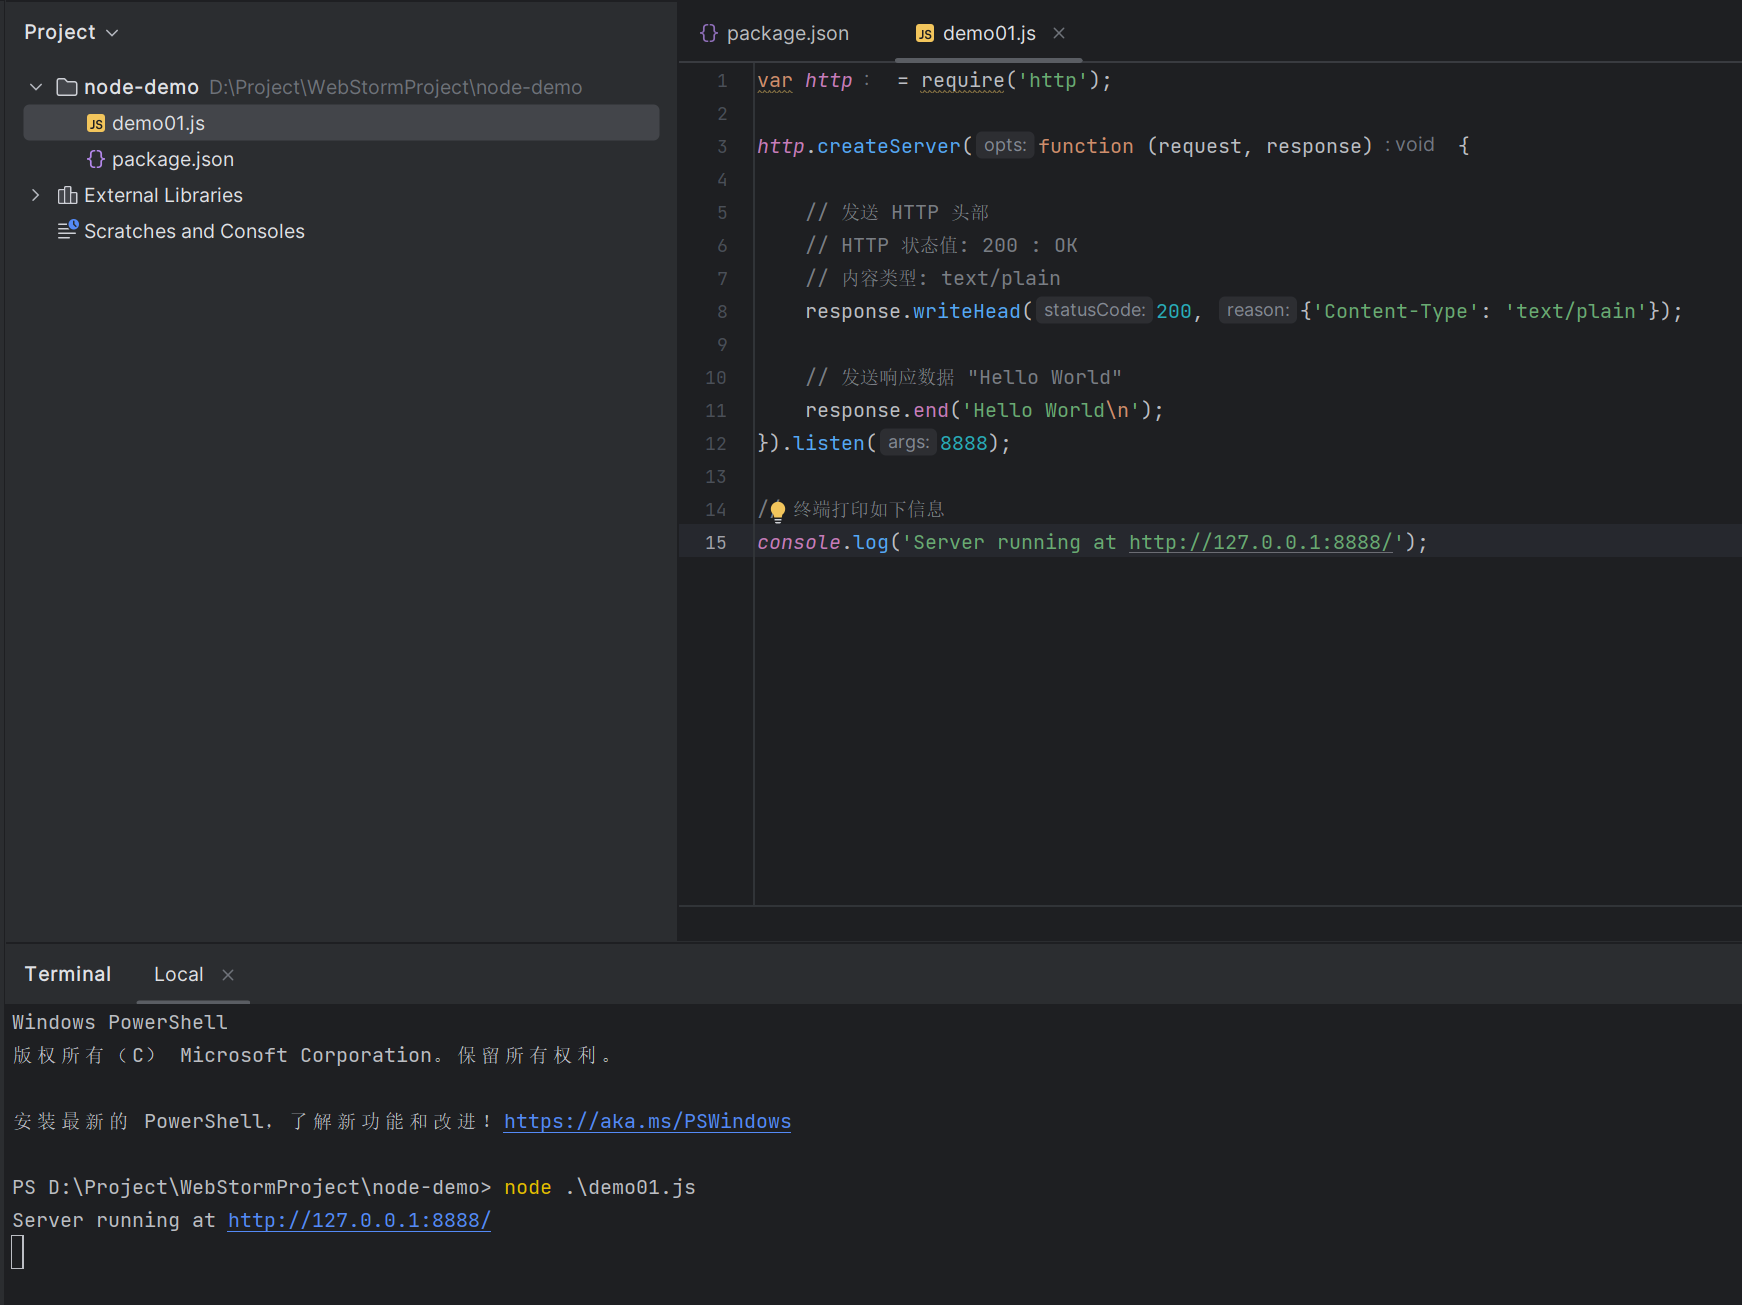 Project
node-demo D:\Project\WebStormProject\node-demo
demo01.js
package.json
External Libraries
Scratches and Consoles
package.json
demo01.js
1 var http : = require('http');
2
3 http.createServer( opts: function (request, response) : void {
4
5 // 发送 HTTP 头部
6 // HTTP 状态值: 200 : OK
7 // 内容类型: text/plain
8 response.writeHead( statusCode: 200, reason: {'Content-Type': 'text/plain'});
9
10 // 发送响应数据 "Hello World"
11 response.end('Hello World\n');
12 }).listen( args: 8888);
13
14 / 终端打印如下信息
15 console.log('Server running at http://127.0.0.1:8888/');
Terminal Local
Windows PowerShell
版权所有（C） Microsoft Corporation。保留所有权利。
安装最新的 PowerShell，了解新功能和改进！https://aka.ms/PSWindows
PS D:\Project\WebStormProject\node-demo> node .\demo01.js
Server running at http://127.0.0.1:8888/